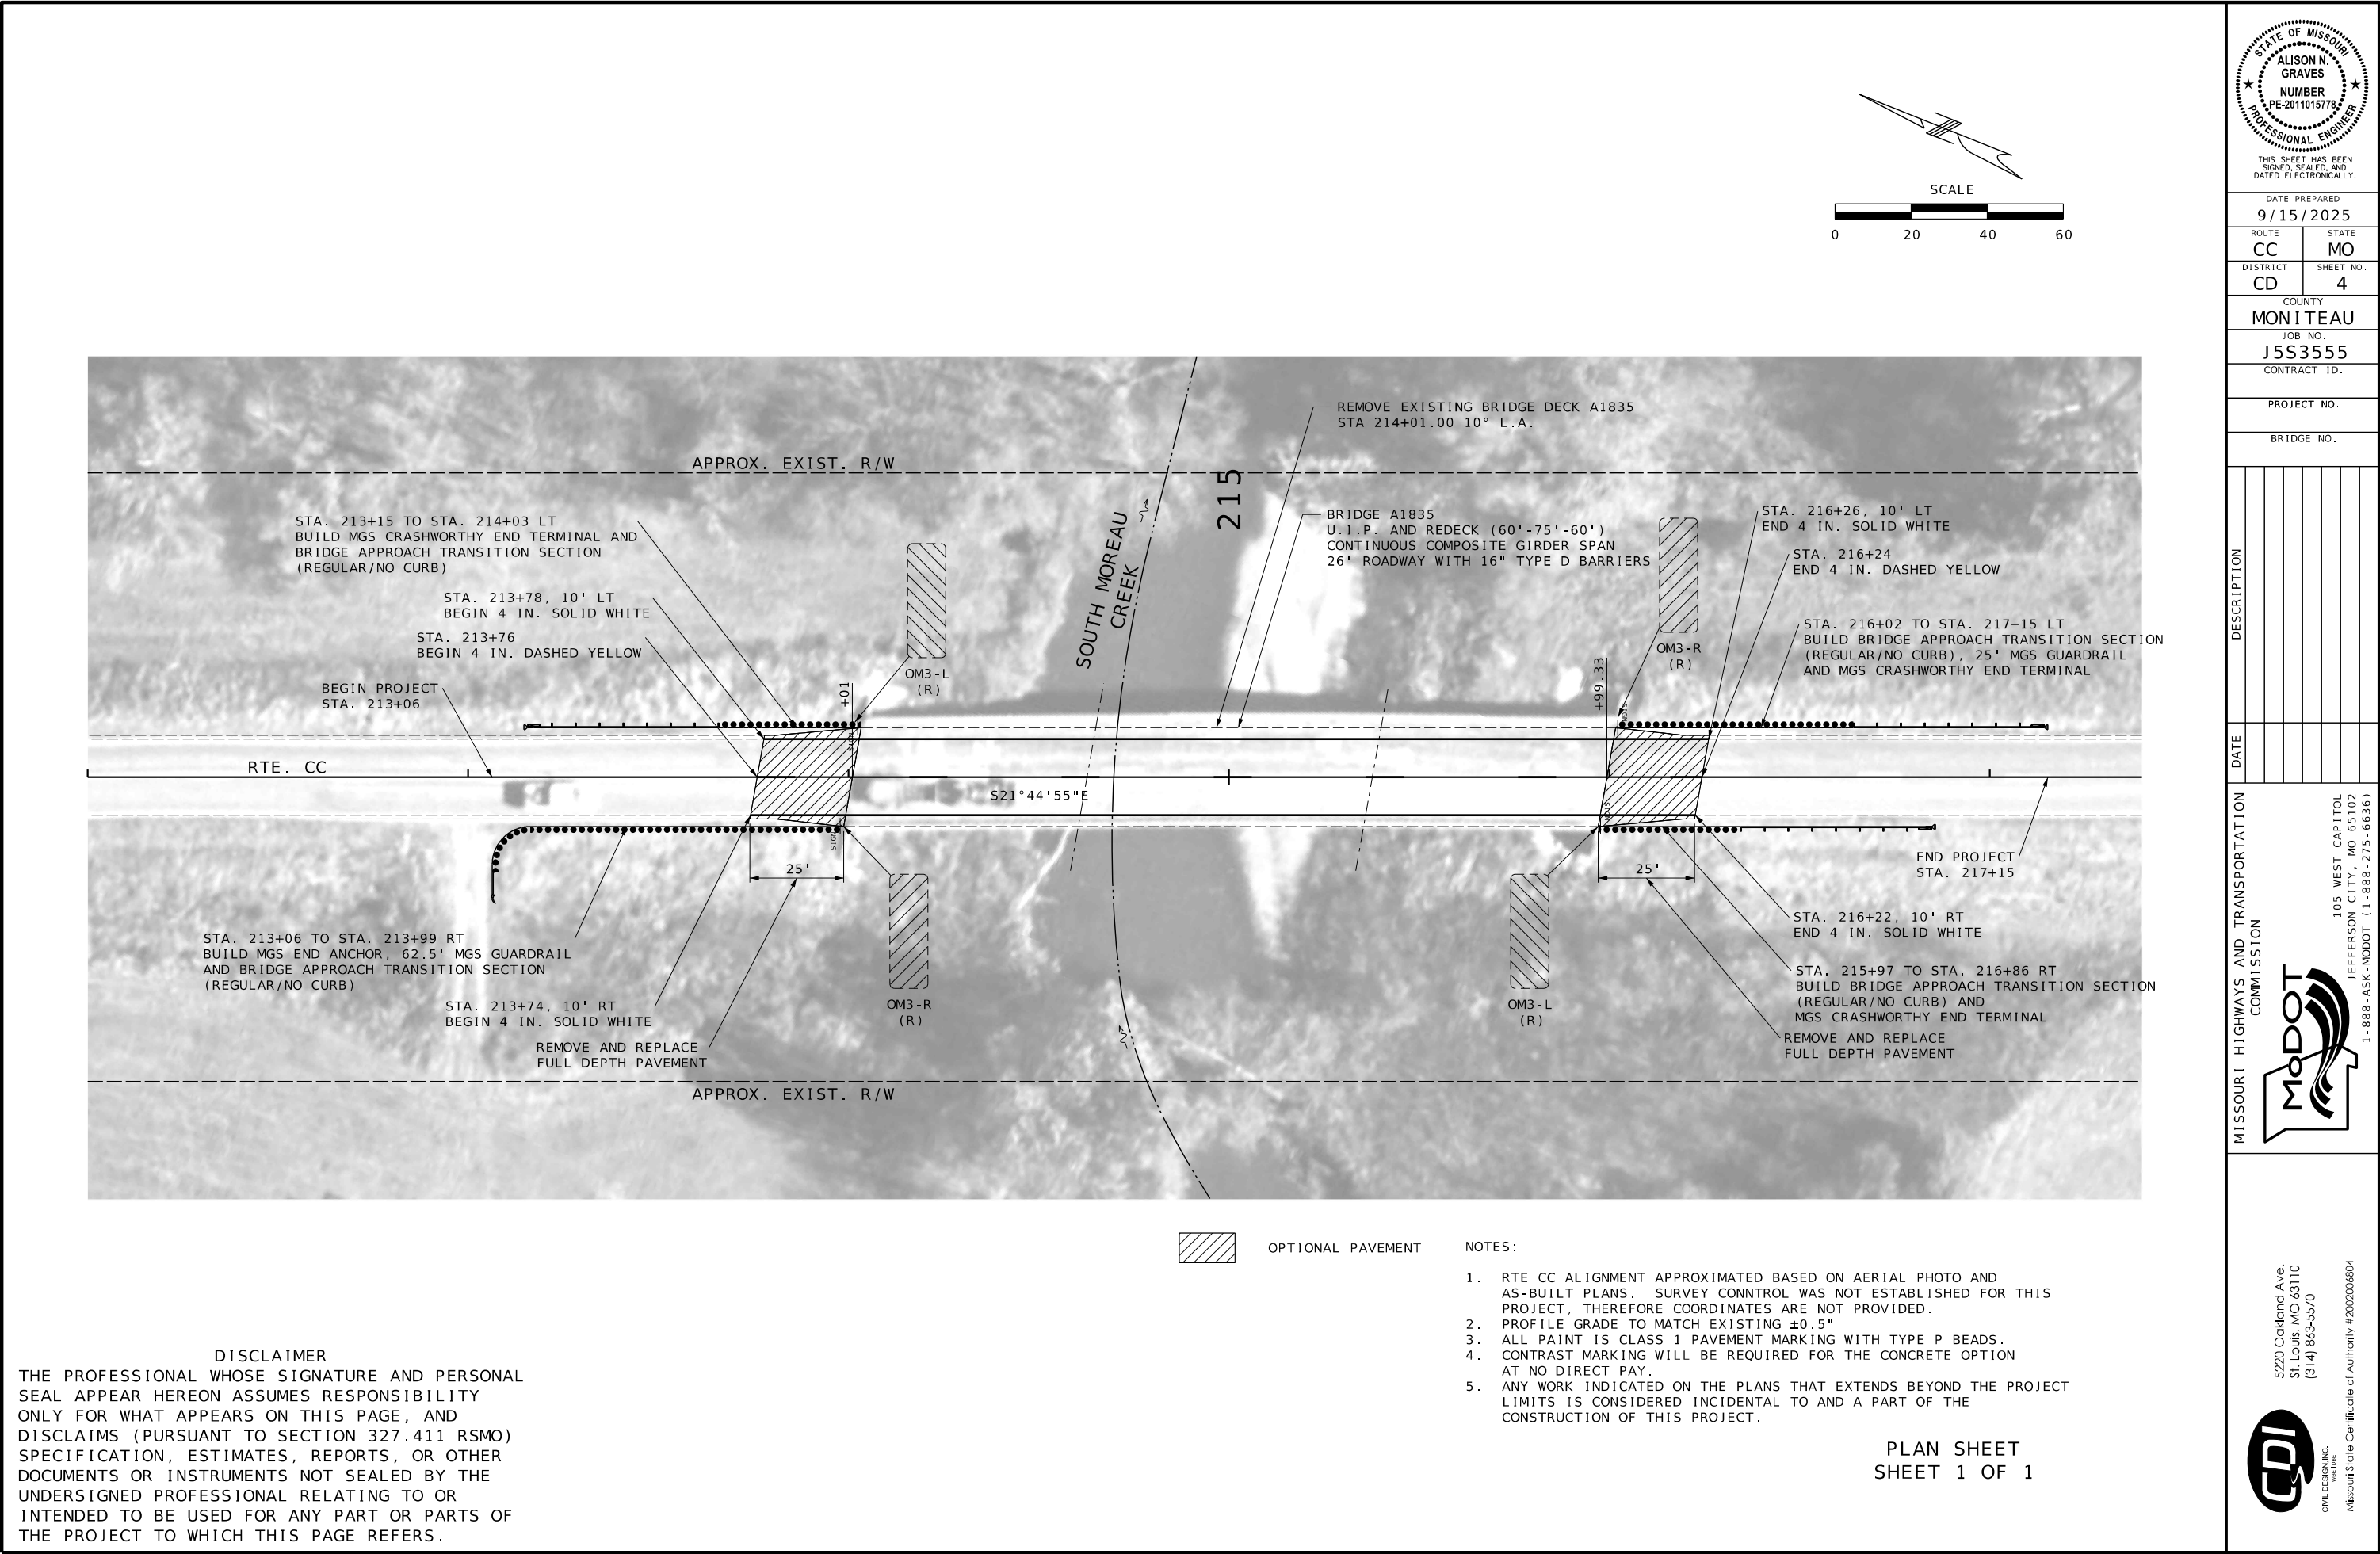 SCALE
0 20 40 60
REMOVE EXISTING BRIDGE DECK A1835
STA 214+01.00 10° L.A.
APPROX. EXIST. R/W
215
STA. 213+15 TO STA. 214+03 LT
BUILD MGS CRASHWORTHY END TERMINAL AND
BRIDGE APPROACH TRANSITION SECTION
(REGULAR/NO CURB)
STA. 213+78, 10' LT
BEGIN 4 IN. SOLID WHITE
STA. 213+76
BEGIN 4 IN. DASHED YELLOW
BEGIN PROJECT
STA. 213+06
OM3-L
(R)
+01
SOUTH MOREAU
CREEK
BRIDGE A1835
U.I.P. AND REDECK (60'-75'-60')
CONTINUOUS COMPOSITE GIRDER SPAN
26' ROADWAY WITH 16" TYPE D BARRIERS
OM3-R
(R)
+99.33
STA. 216+26, 10' LT
END 4 IN. SOLID WHITE
STA. 216+24
END 4 IN. DASHED YELLOW
STA. 216+02 TO STA. 217+15 LT
BUILD BRIDGE APPROACH TRANSITION SECTION
(REGULAR/NO CURB), 25' MGS GUARDRAIL
AND MGS CRASHWORTHY END TERMINAL
RTE. CC
S21°44'55"E
25'
25'
END PROJECT
STA. 217+15
STA. 213+06 TO STA. 213+99 RT
BUILD MGS END ANCHOR, 62.5' MGS GUARDRAIL
AND BRIDGE APPROACH TRANSITION SECTION
(REGULAR/NO CURB)
STA. 213+74, 10' RT
BEGIN 4 IN. SOLID WHITE
REMOVE AND REPLACE
FULL DEPTH PAVEMENT
OM3-R
(R)
OM3-L
(R)
STA. 216+22, 10' RT
END 4 IN. SOLID WHITE
STA. 215+97 TO STA. 216+86 RT
BUILD BRIDGE APPROACH TRANSITION SECTION
(REGULAR/NO CURB) AND
MGS CRASHWORTHY END TERMINAL
REMOVE AND REPLACE
FULL DEPTH PAVEMENT
APPROX. EXIST. R/W
OPTIONAL PAVEMENT
NOTES:
1. RTE CC ALIGNMENT APPROXIMATED BASED ON AERIAL PHOTO AND
AS-BUILT PLANS. SURVEY CONNTROL WAS NOT ESTABLISHED FOR THIS
PROJECT, THEREFORE COORDINATES ARE NOT PROVIDED.
2. PROFILE GRADE TO MATCH EXISTING ±0.5"
3. ALL PAINT IS CLASS 1 PAVEMENT MARKING WITH TYPE P BEADS.
4. CONTRAST MARKING WILL BE REQUIRED FOR THE CONCRETE OPTION
AT NO DIRECT PAY.
5. ANY WORK INDICATED ON THE PLANS THAT EXTENDS BEYOND THE PROJECT
LIMITS IS CONSIDERED INCIDENTAL TO AND A PART OF THE
CONSTRUCTION OF THIS PROJECT.
PLAN SHEET
SHEET 1 OF 1
DISCLAIMER
THE PROFESSIONAL WHOSE SIGNATURE AND PERSONAL
SEAL APPEAR HEREON ASSUMES RESPONSIBILITY
ONLY FOR WHAT APPEARS ON THIS PAGE, AND
DISCLAIMS (PURSUANT TO SECTION 327.411 RSMO)
SPECIFICATION, ESTIMATES, REPORTS, OR OTHER
DOCUMENTS OR INSTRUMENTS NOT SEALED BY THE
UNDERSIGNED PROFESSIONAL RELATING TO OR
INTENDED TO BE USED FOR ANY PART OR PARTS OF
THE PROJECT TO WHICH THIS PAGE REFERS.
STATE OF MISSOURI
ALISON N.
GRAVES
NUMBER
PE-2011015778
PROFESSIONAL ENGINEER
THIS SHEET HAS BEEN
SIGNED, SEALED, AND
DATED ELECTRONICALLY.
DATE PREPARED
9/15/2025
ROUTE STATE
CC MO
DISTRICT SHEET NO.
CD 4
COUNTY
MONITEAU
JOB NO.
J5S3555
CONTRACT ID.
PROJECT NO.
BRIDGE NO.
DESCRIPTION
DATE
MISSOURI HIGHWAYS AND TRANSPORTATION
COMMISSION
MoDOT
105 WEST CAPITOL
JEFFERSON CITY, MO 65102
1-888-ASK-MODOT (1-888-275-6636)
5220 Oakland Ave.
St. Louis, MO 63110
(314) 863-5570
CDI
CIVIL DESIGN, INC.
Missouri State Certificate of Authority #200206804